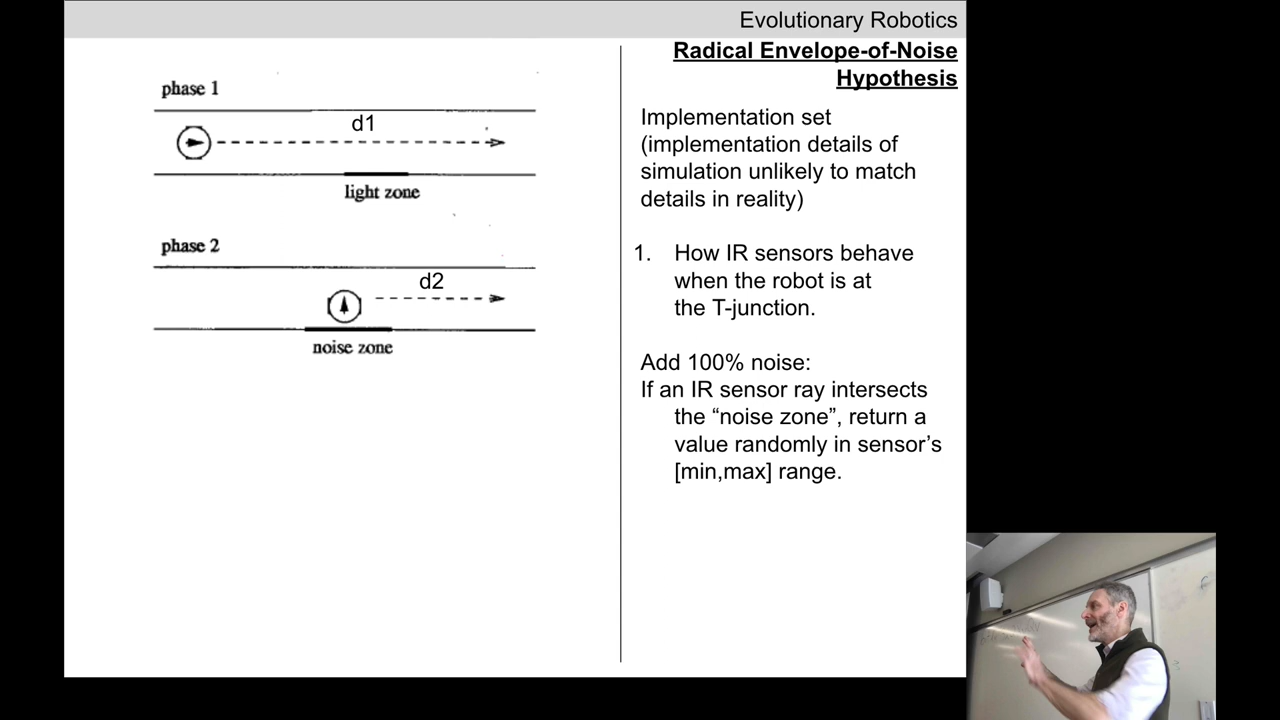 Evolutionary Robotics
phase 1
d1
light zone
phase 2
d2
noise zone
Radical Envelope-of-Noise
Hypothesis
Implementation set
(implementation details of
simulation unlikely to match
details in reality)
1. How IR sensors behave
when the robot is at
the T-junction.
Add 100% noise:
If an IR sensor ray intersects
the “noise zone”, return a
value randomly in sensor’s
[min,max] range.